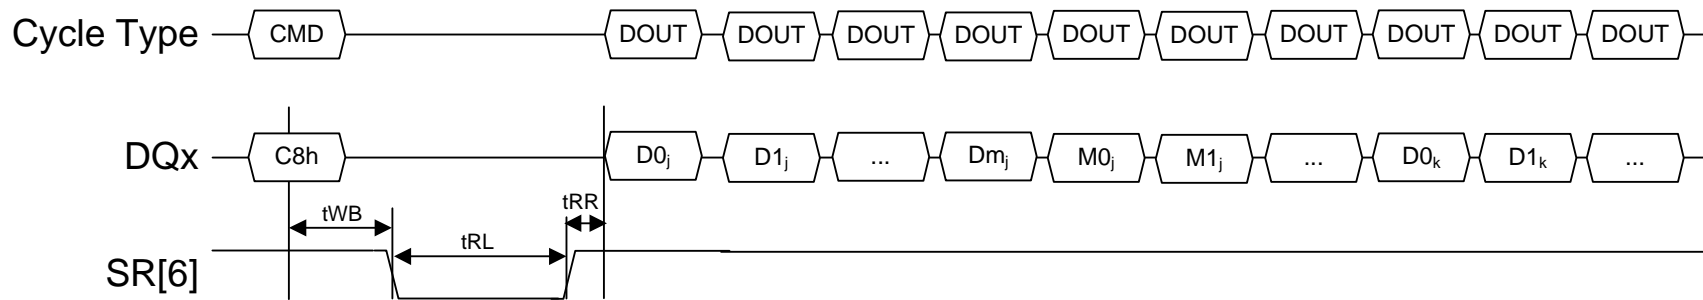 Cycle Type CMD DOUT DOUT DOUT DOUT DOUT DOUT DOUT DOUT DOUT DOUT
DQx C8h D0j D1j ... Dmj M0j M1j ... D0k D1k ...
tWB tRR
tRL
SR[6]